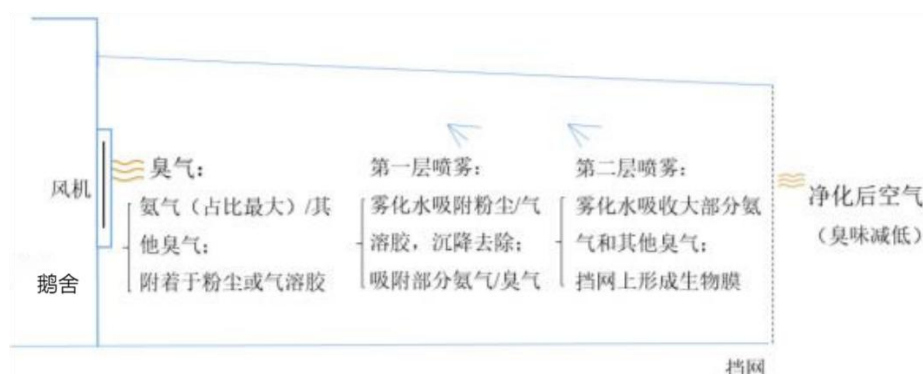 风机
鹅舍
臭气：
氨气（占比最大）/其
他臭气；
附着于粉尘或气溶胶
第一层喷雾：
雾化水吸附粉尘/气
溶胶，沉降去除；
吸附部分氨气/臭气
第二层喷雾：
雾化水吸收大部分氨
气和其他臭气；
挡网上形成生物膜
净化后空气
（臭味减低）
挡网